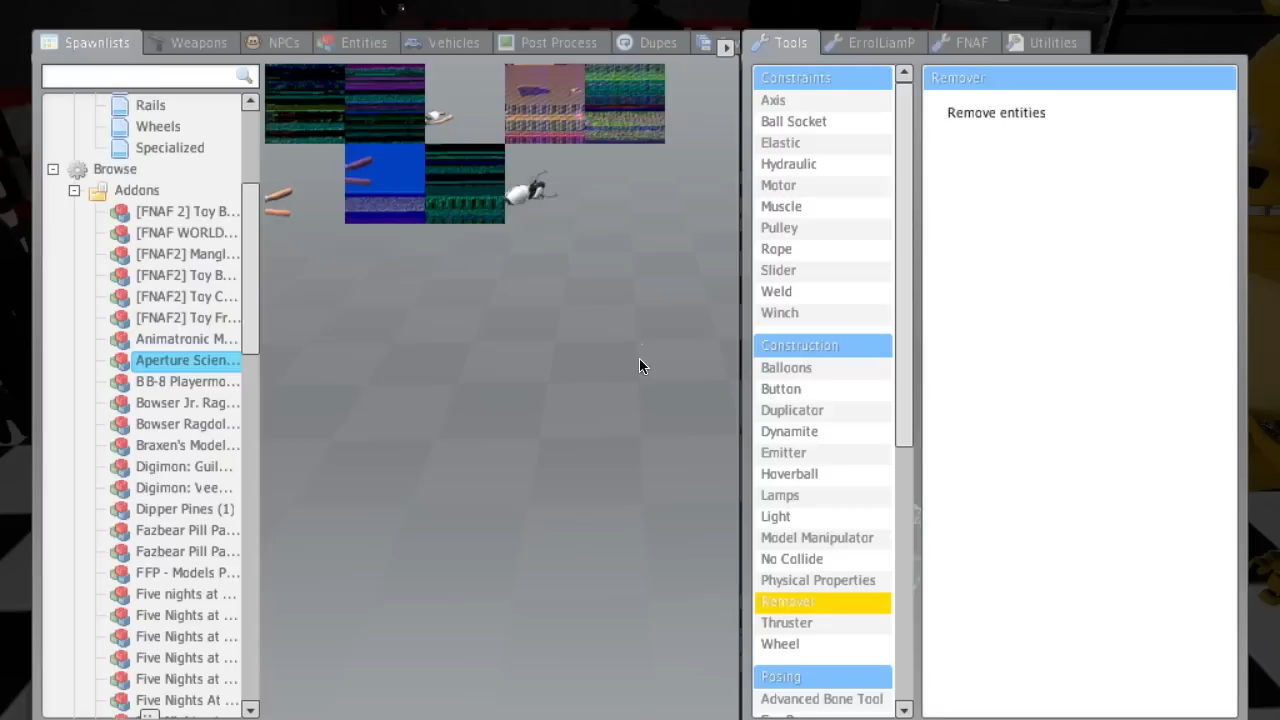 Spawnlists
Weapons
NPCs
Entities
Vehicles
Post Process
Dupes
Tools
ErrolLiamP
FNAF
Utilities
Rails
Wheels
Specialized
Browse
Addons
[FNAF 2] Toy B...
[FNAF WORLD...
[FNAF2] Mangl...
[FNAF2] Toy B...
[FNAF2] Toy C...
[FNAF2] Toy Fr...
Animatronic M...
Aperture Scien...
BB-8 Playermo...
Bowser Jr. Rag...
Bowser Ragdol...
Braxen's Model...
Digimon: Guil...
Digimon: Vee...
Dipper Pines (1)
Fazbear Pill Pa...
Fazbear Pill Pa...
FFP - Models P...
Five nights at ...
Five Nights at ...
Five Nights at ...
Five Nights at ...
Five Nights at ...
Five Nights At ...
Constraints
Axis
Ball Socket
Elastic
Hydraulic
Motor
Muscle
Pulley
Rope
Slider
Weld
Winch
Construction
Balloons
Button
Duplicator
Dynamite
Emitter
Hoverball
Lamps
Light
Model Manipulator
No Collide
Physical Properties
Remover
Thruster
Wheel
Posing
Advanced Bone Tool
Remover
Remove entities